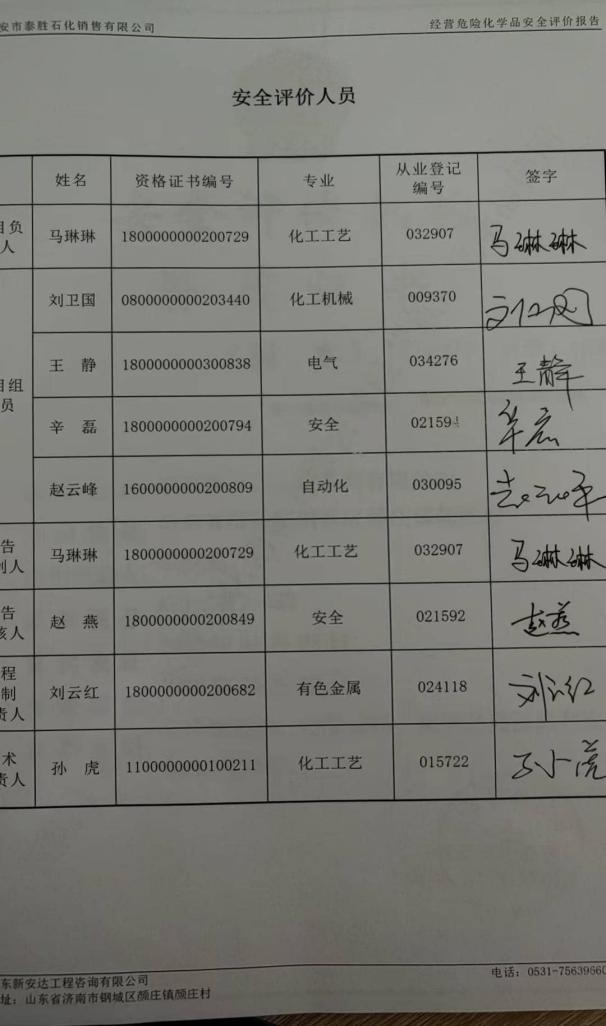 安市泰胜石化销售有限公司 经营危险化学品安全评价报告
安全评价人员
姓名 资格证书编号 专业 从业登记编号 签字
目负人 马琳琳 1800000000200729 化工工艺 032907 马琳琳
目组员 刘卫国 0800000000203440 化工机械 009370 刘卫国
王 静 1800000000300838 电气 034276 王静
辛 磊 1800000000200794 安全 02159
赵云峰 1600000000200809 自动化 030095 赵云峰
告制人 马琳琳 1800000000200729 化工工艺 032907 马琳琳
告核人 赵 燕 1800000000200849 安全 021592 赵燕
程制责人 刘云红 1800000000200682 有色金属 024118 刘云红
术责人 孙 虎 1100000000100211 化工工艺 015722
东新安达工程咨询有限公司 电话：0531-75639660
址：山东省济南市钢城区颜庄镇颜庄村